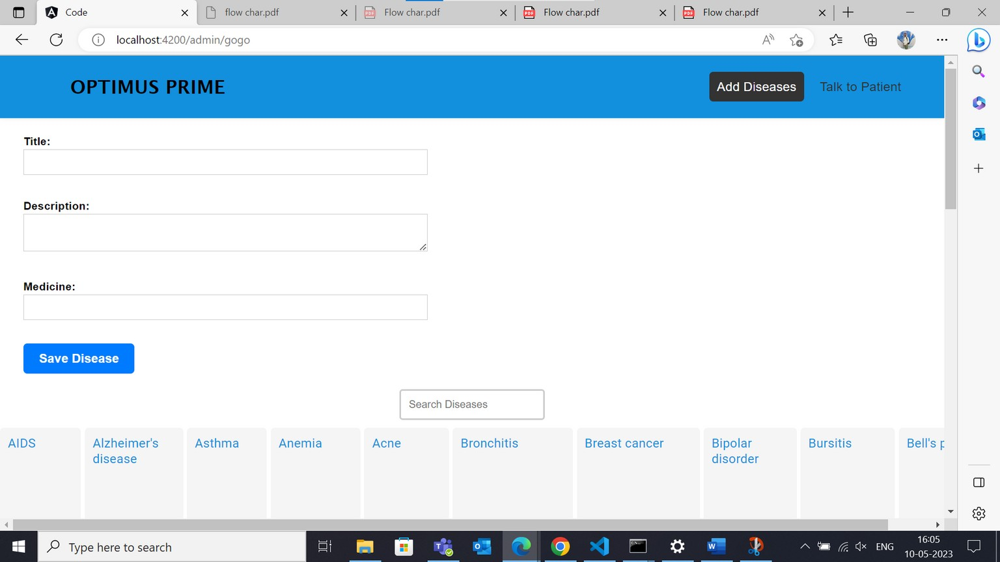 Code
flow char.pdf
Flow char.pdf
Flow char.pdf
Flow char.pdf
localhost:4200/admin/gogo
OPTIMUS PRIME
Add Diseases
Talk to Patient
Title:
Description:
Medicine:
Save Disease
Search Diseases
AIDS
Alzheimer's
disease
Asthma
Anemia
Acne
Bronchitis
Breast cancer
Bipolar
disorder
Bursitis
Bell's p
Type here to search
ENG
16:05
10-05-2023